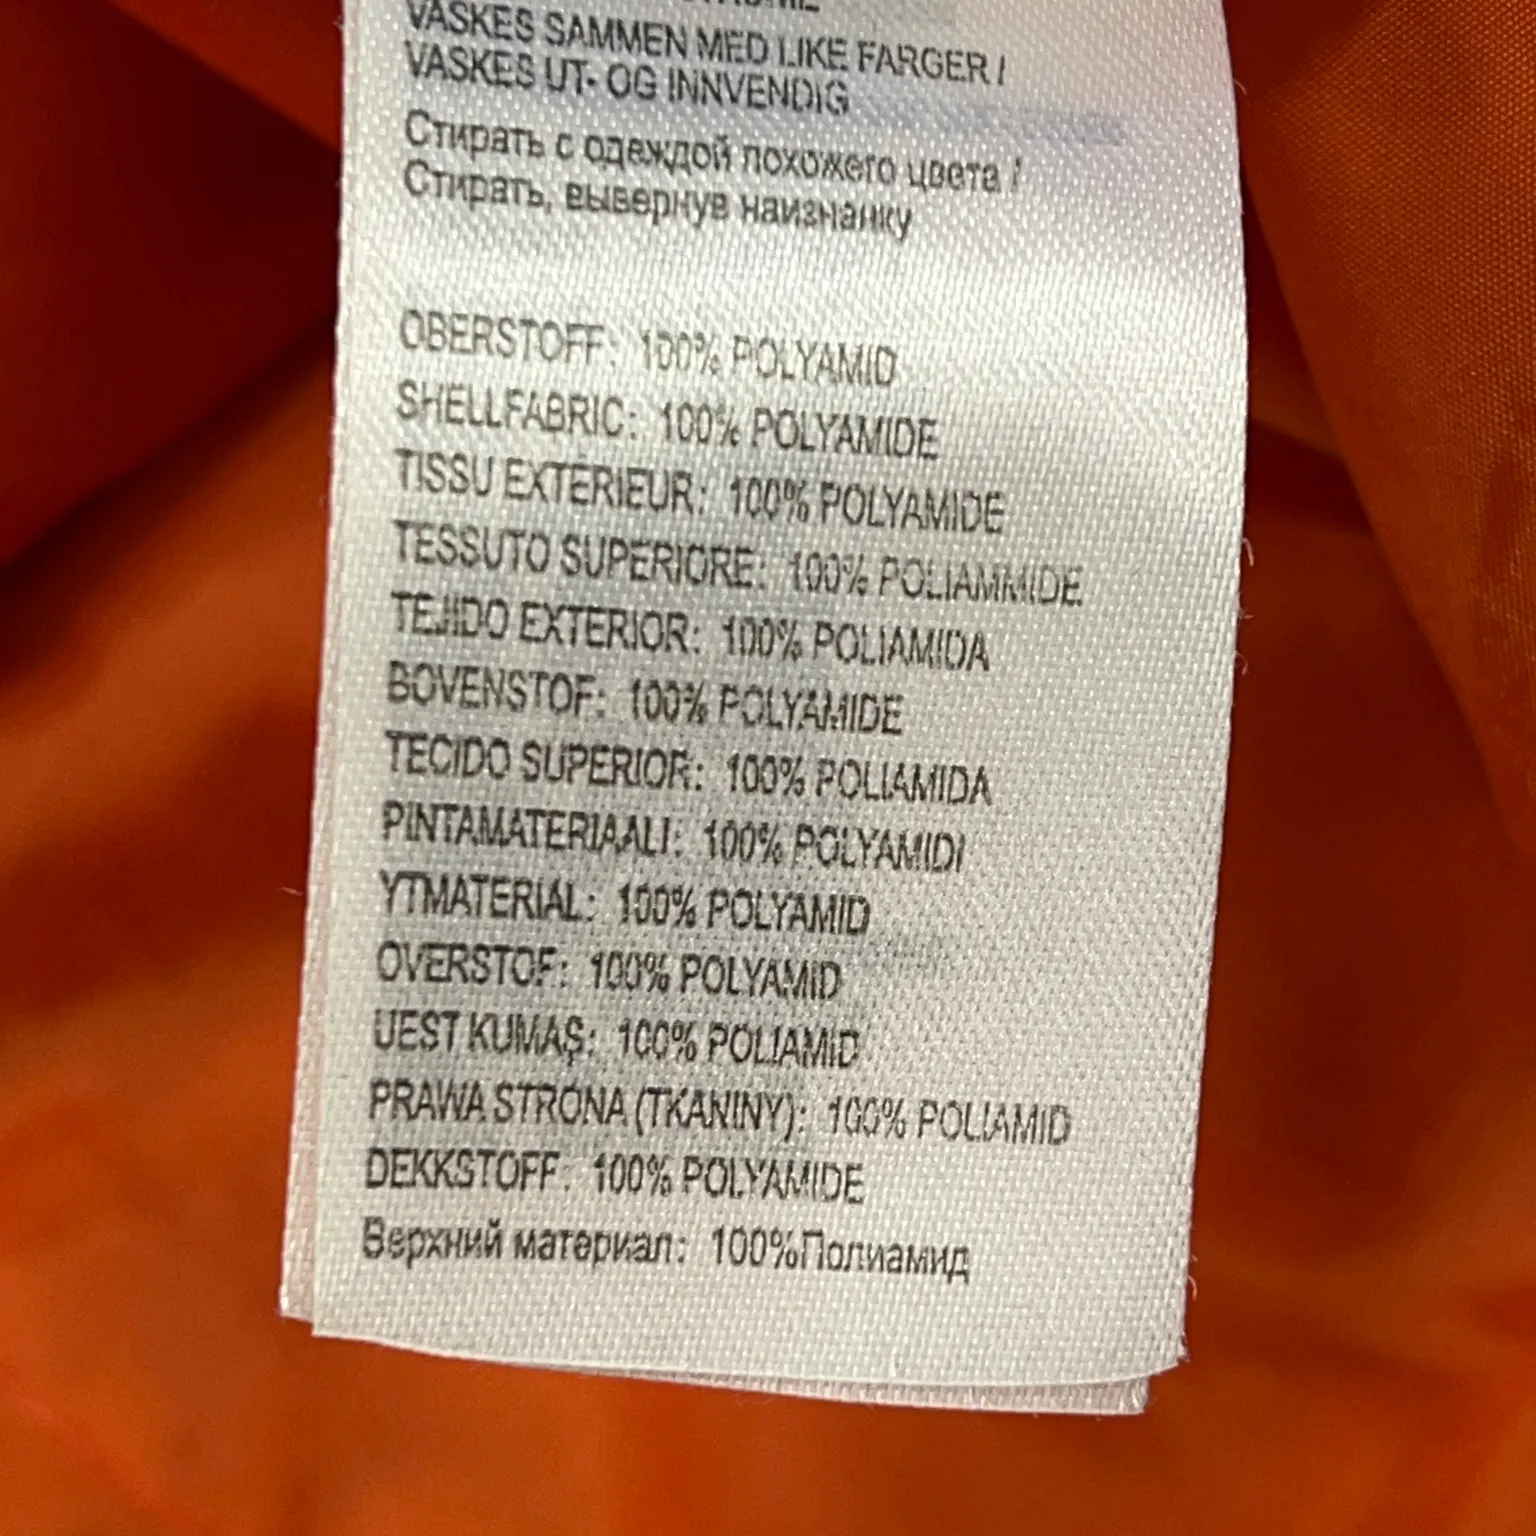 VASKES SAMMEN MED LIKE FARGER /
VASKES UT- OG INNVENDIG
Стирать с одеждой похожего цвета /
Стирать, вывернув наизнанку
OBERSTOFF: 100% POLYAMID
SHELLFABRIC: 100% POLYAMIDE
TISSU EXTÉRIEUR: 100% POLYAMIDE
TESSUTO SUPERIORE: 100% POLIAMMIDE
TEJIDO EXTERIOR: 100% POLIAMIDA
BOVENSTOF: 100% POLYAMIDE
TECIDO SUPERIOR: 100% POLIAMIDA
PINTAMATERIAALI: 100% POLYAMIDI
YTMATERIAL: 100% POLYAMID
OVERSTOF: 100% POLYAMID
UEST KUMAŞ: 100% POLIAMID
PRAWA STRONA (TKANINY): 100% POLIAMID
DEKKSTOFF: 100% POLYAMIDE
Верхний материал: 100%Полиамид